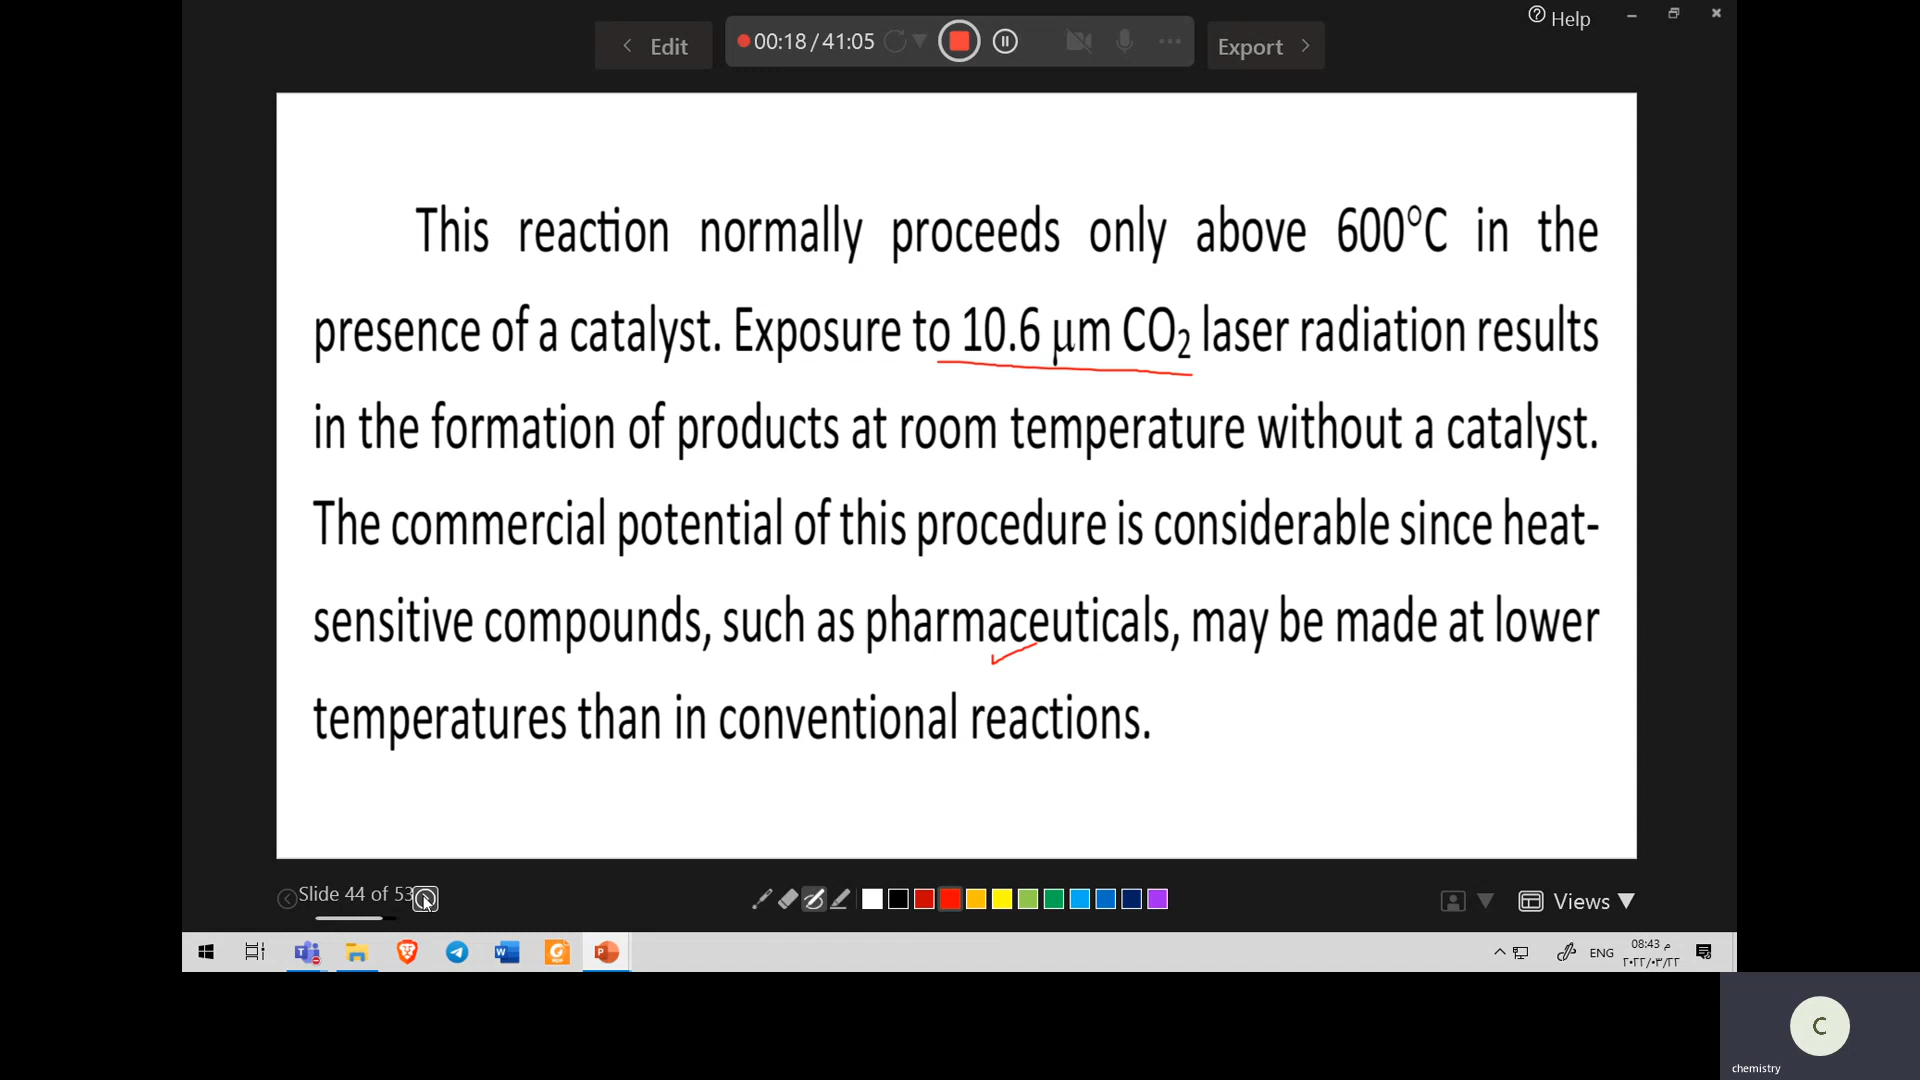 Help
Edit
00:18 / 41:05
Export
This reaction normally proceeds only above 600°C in the
presence of a catalyst. Exposure to 10.6 µm CO₂ laser radiation results
in the formation of products at room temperature without a catalyst.
The commercial potential of this procedure is considerable since heat-
sensitive compounds, such as pharmaceuticals, may be made at lower
temperatures than in conventional reactions.
Slide 44 of 53
Views
ENG
08:43 م
٢٠٢٢/٠٣/٢٢
C
chemistry